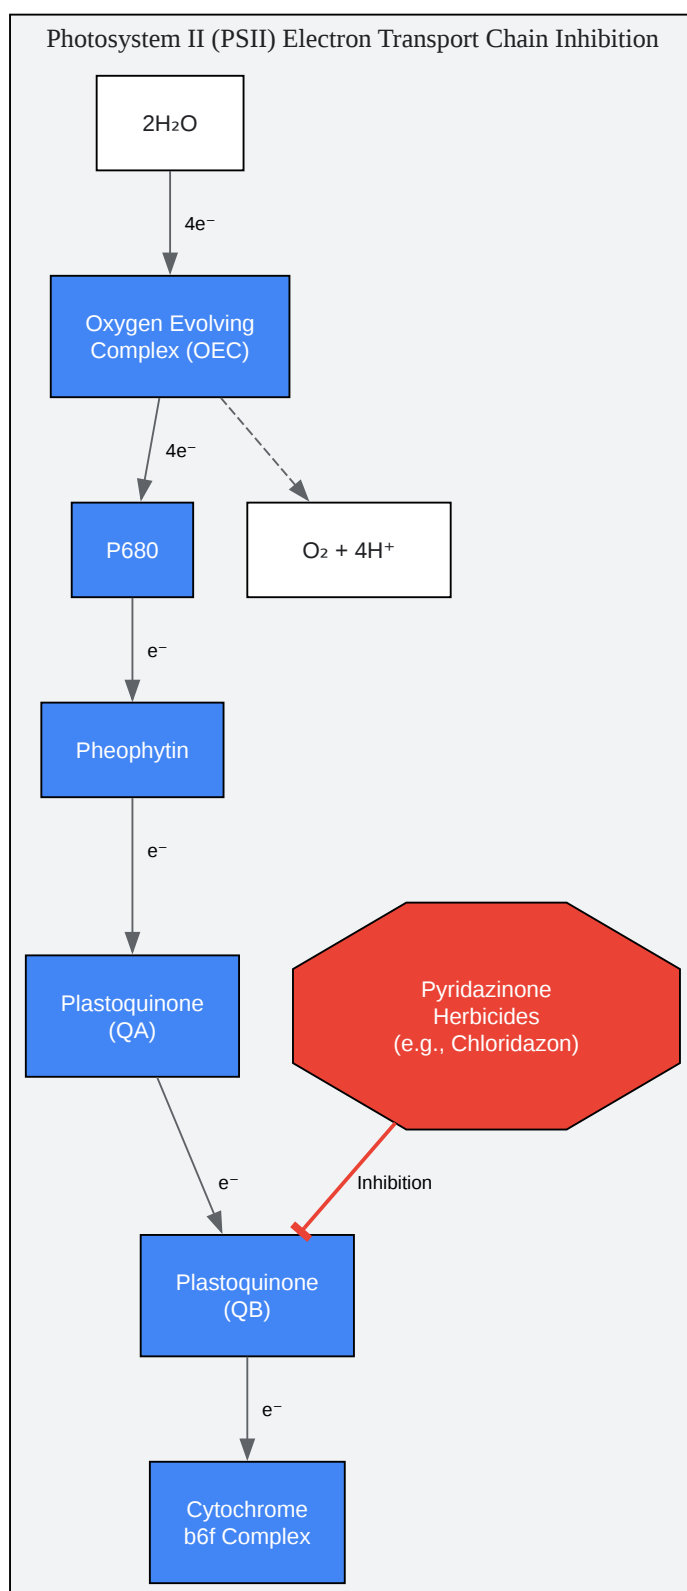 Photosystem II (PSII) Electron Transport Chain Inhibition
2H₂O
4e⁻
Oxygen Evolving
Complex (OEC)
4e⁻
P680
O₂ + 4H⁺
e⁻
Pheophytin
e⁻
Plastoquinone
(QA)
Pyridazinone
Herbicides
(e.g., Chloridazon)
e⁻
Inhibition
Plastoquinone
(QB)
e⁻
Cytochrome
b6f Complex